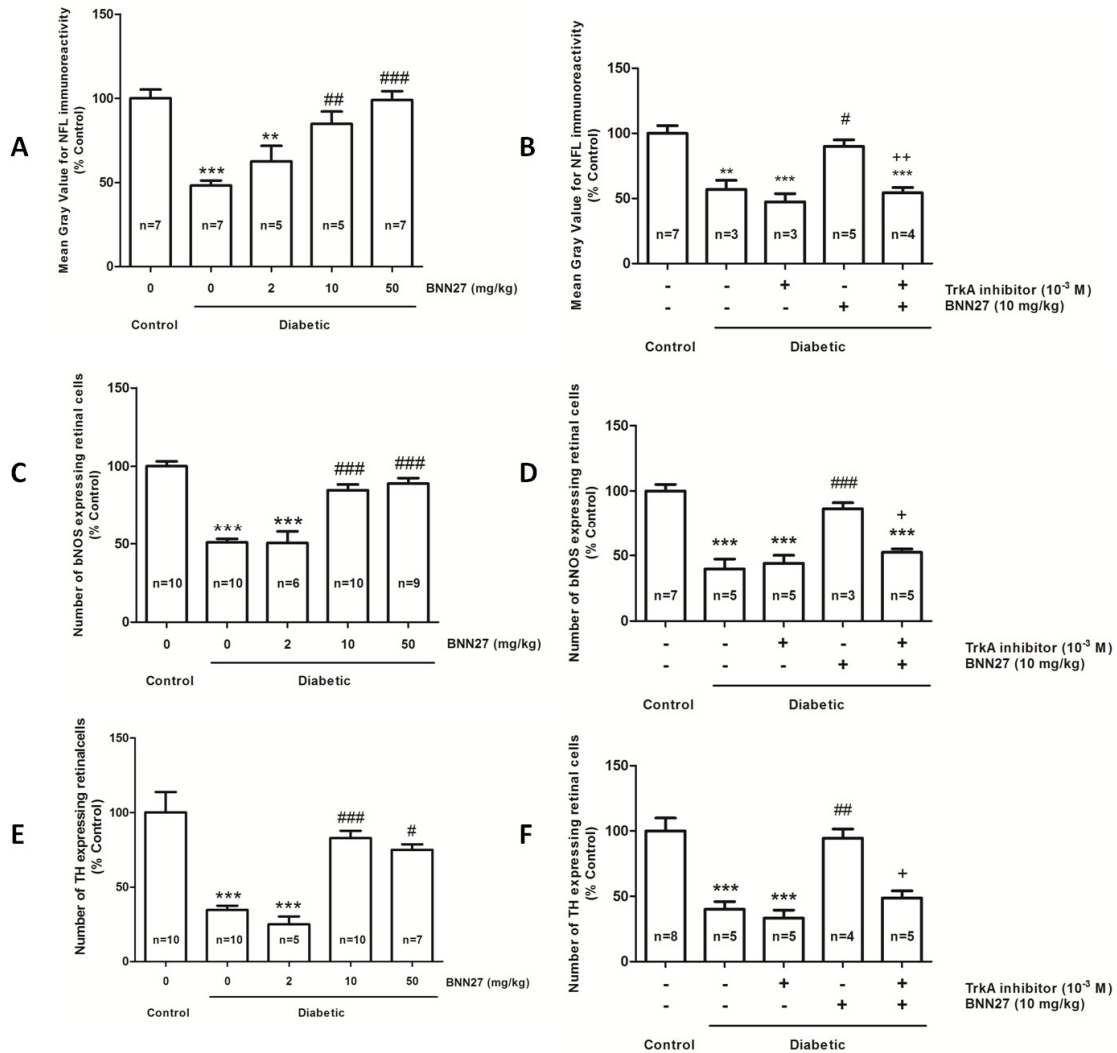 A
Mean Gray Value for NFL immunoreactivity
(% Control)
150
100
50
0
***
**
##
###
n=7
n=7
n=5
n=5
n=7
0 0 2 10 50 BNN27 (mg/kg)
Control Diabetic
B
Mean Gray Value for NFL immunoreactivity
(% Control)
150
100
50
0
**
***
#
++
***
n=7
n=3
n=3
n=5
n=4
- - + - + TrkA inhibitor (10⁻³ M)
- - - + + BNN27 (10 mg/kg)
Control Diabetic
C
Number of bNOS expressing retinal cells
(% Control)
150
100
50
0
***
***
###
###
n=10
n=10
n=6
n=10
n=9
0 0 2 10 50 BNN27 (mg/kg)
Control Diabetic
D
Number of bNOS expressing retinal cells
(% Control)
150
100
50
0
***
***
###
+
***
n=7
n=5
n=5
n=3
n=5
- - + - + TrkA inhibitor (10⁻³ M)
- - - + + BNN27 (10 mg/kg)
Control Diabetic
E
Number of TH expressing retinalcells
(% Control)
150
100
50
0
***
***
###
#
n=10
n=10
n=5
n=10
n=7
0 0 2 10 50 BNN27 (mg/kg)
Control Diabetic
F
Number of TH expressing retinal cells
(% Control)
150
100
50
0
***
***
##
+
n=8
n=5
n=5
n=4
n=5
- - + - + TrkA inhibitor (10⁻³ M)
- - - + + BNN27 (10 mg/kg)
Control Diabetic